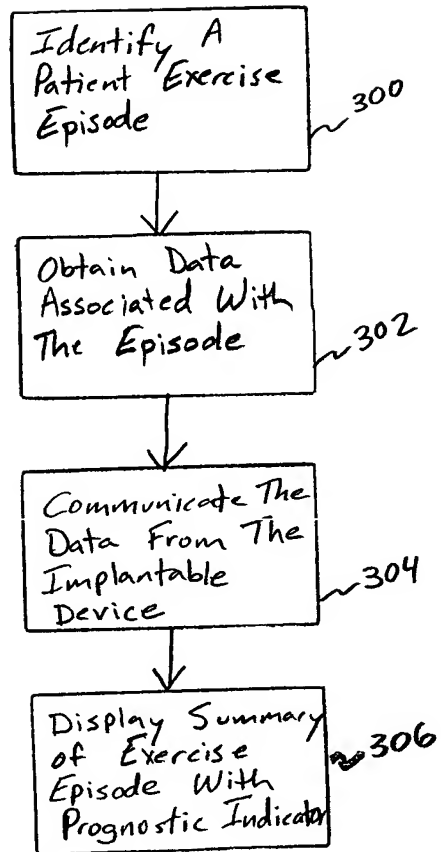 Identify A
Patient Exercise
Episode
300
Obtain Data
Associated With
The Episode
302
Communicate The
Data From The
Implantable
Device
304
Display Summary
of Exercise
Episode With
Prognostic Indicator
306